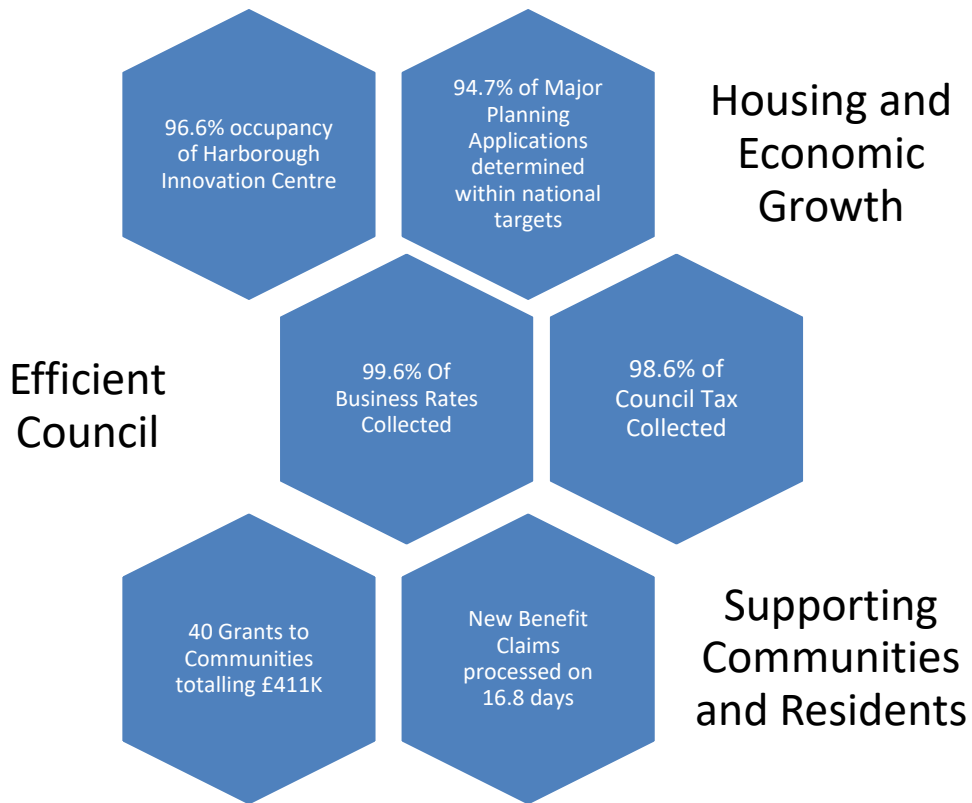 96.6% occupancy
of Harborough
Innovation Centre
94.7% of Major
Planning
Applications
determined
within national
targets
Housing and
Economic
Growth
Efficient
Council
99.6% Of
Business Rates
Collected
98.6% of
Council Tax
Collected
40 Grants to
Communities
totalling £411K
New Benefit
Claims
processed on
16.8 days
Supporting
Communities
and Residents